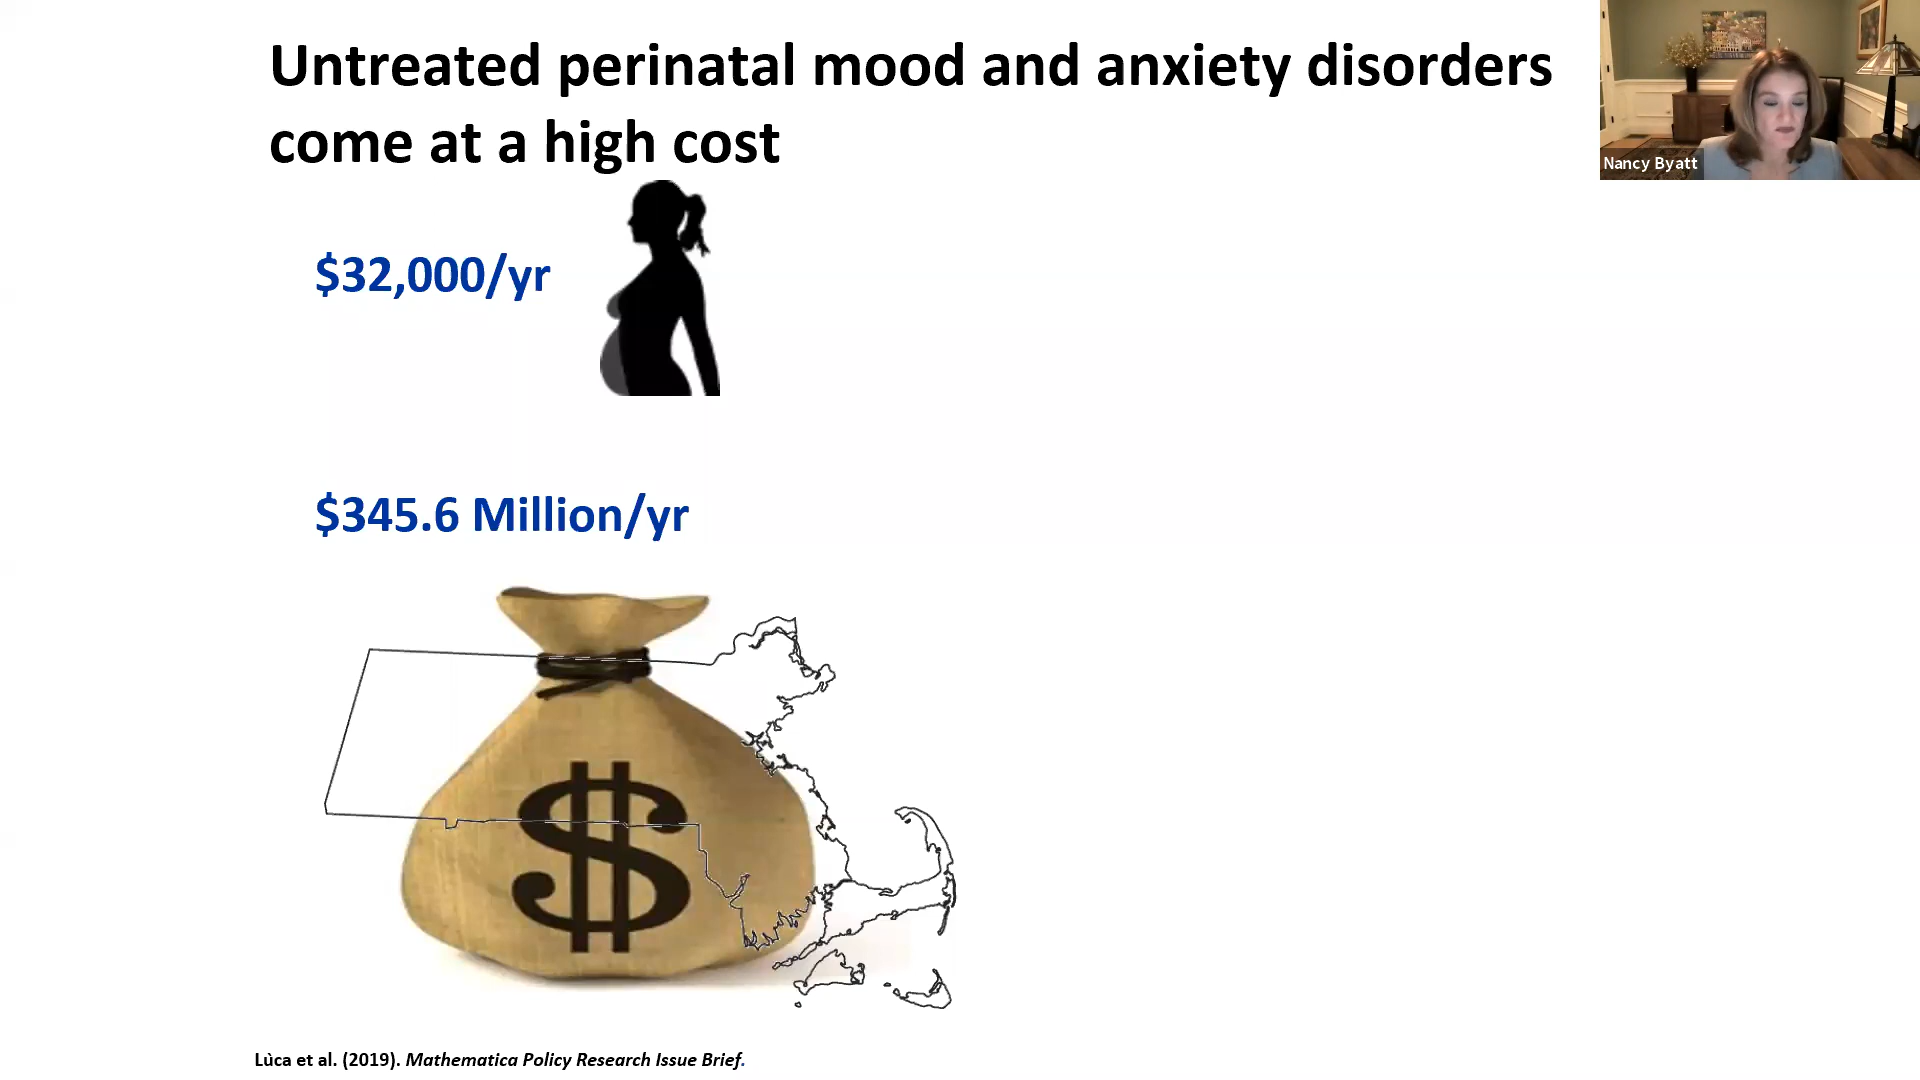 Untreated perinatal mood and anxiety disorders
come at a high cost
Nancy Byatt
$32,000/yr
$345.6 Million/yr
$
Lùca et al. (2019). Mathematica Policy Research Issue Brief.